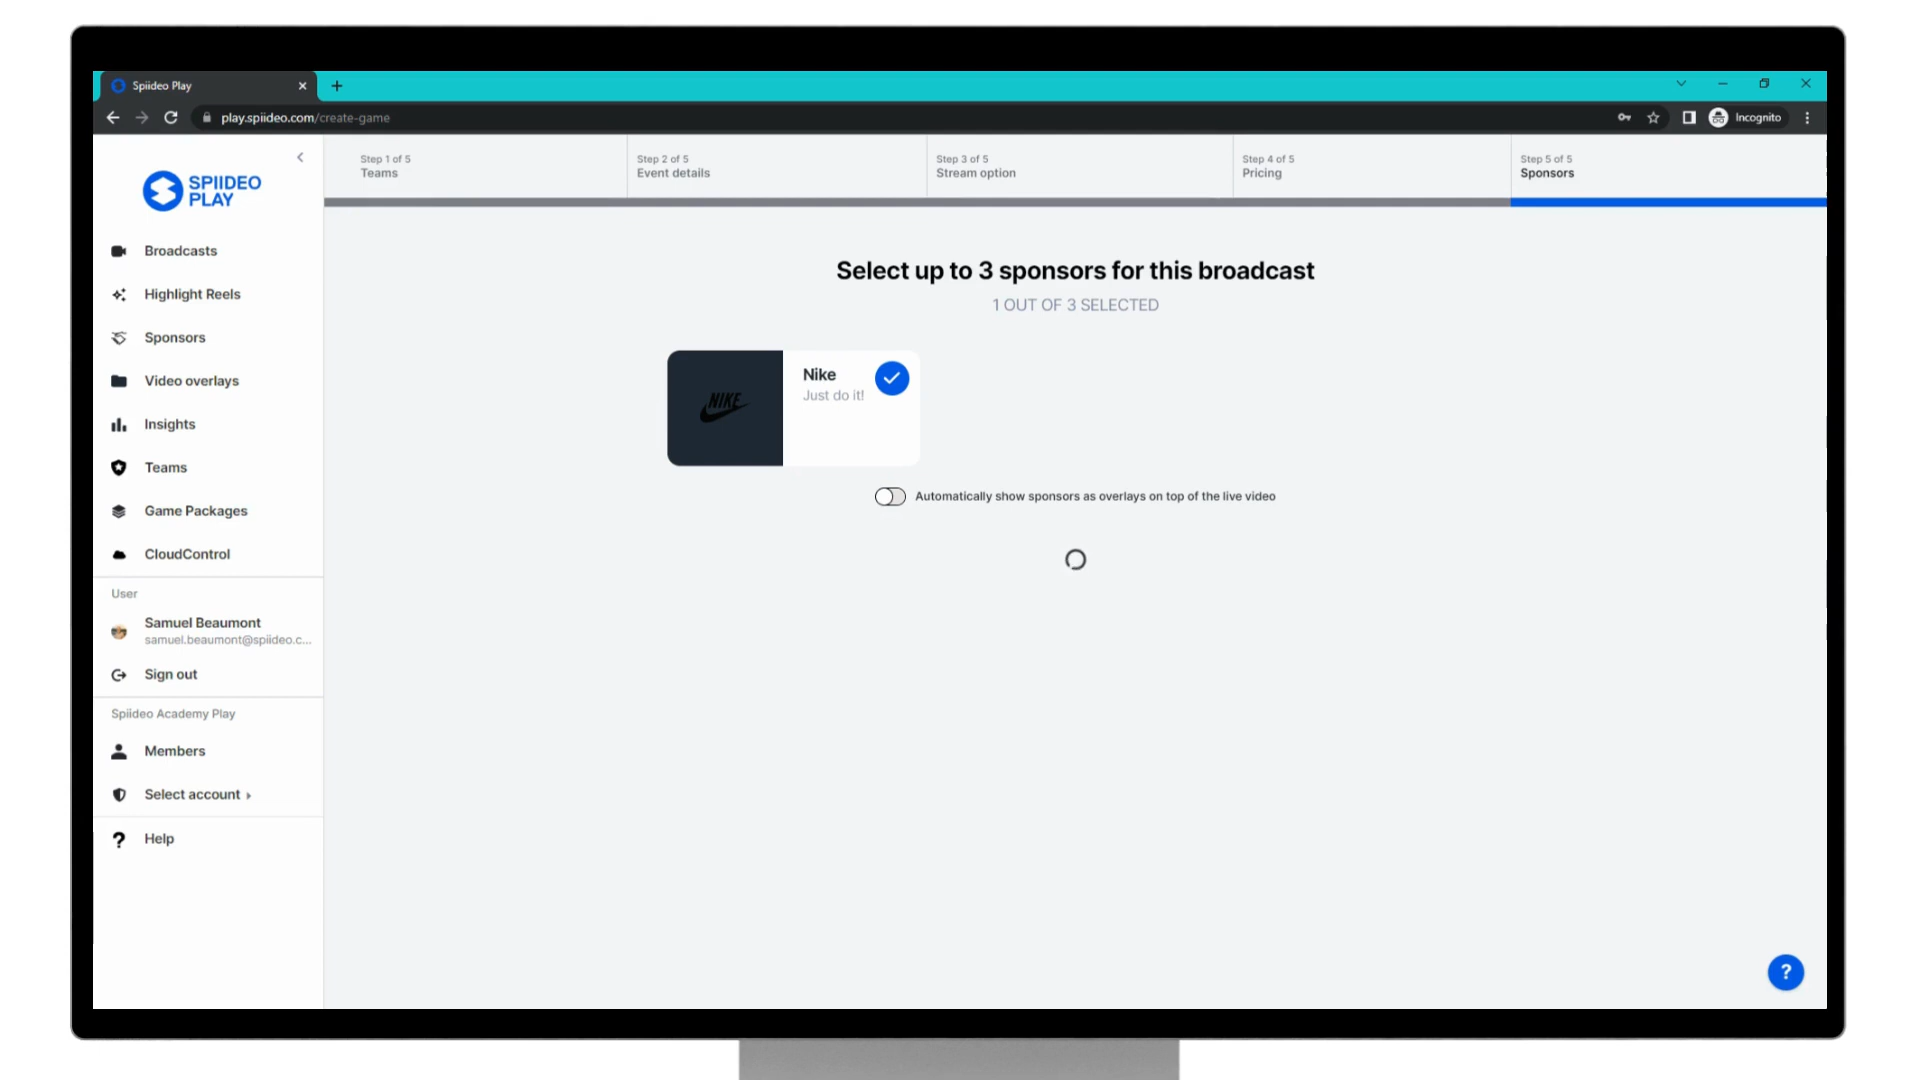 Spiideo Play
play.spiideo.com/create-game
Incognito
SPIIDEO
PLAY
Broadcasts
Highlight Reels
Sponsors
Video overlays
Insights
Teams
Game Packages
CloudControl
User
Samuel Beaumont
samuel.beaumont@spiideo.c...
Sign out
Spiideo Academy Play
Members
Select account
Help
Step 1 of 5
Teams
Step 2 of 5
Event details
Step 3 of 5
Stream option
Step 4 of 5
Pricing
Step 5 of 5
Sponsors
Select up to 3 sponsors for this broadcast
1 OUT OF 3 SELECTED
NIKE
Nike
Just do it!
Automatically show sponsors as overlays on top of the live video
?